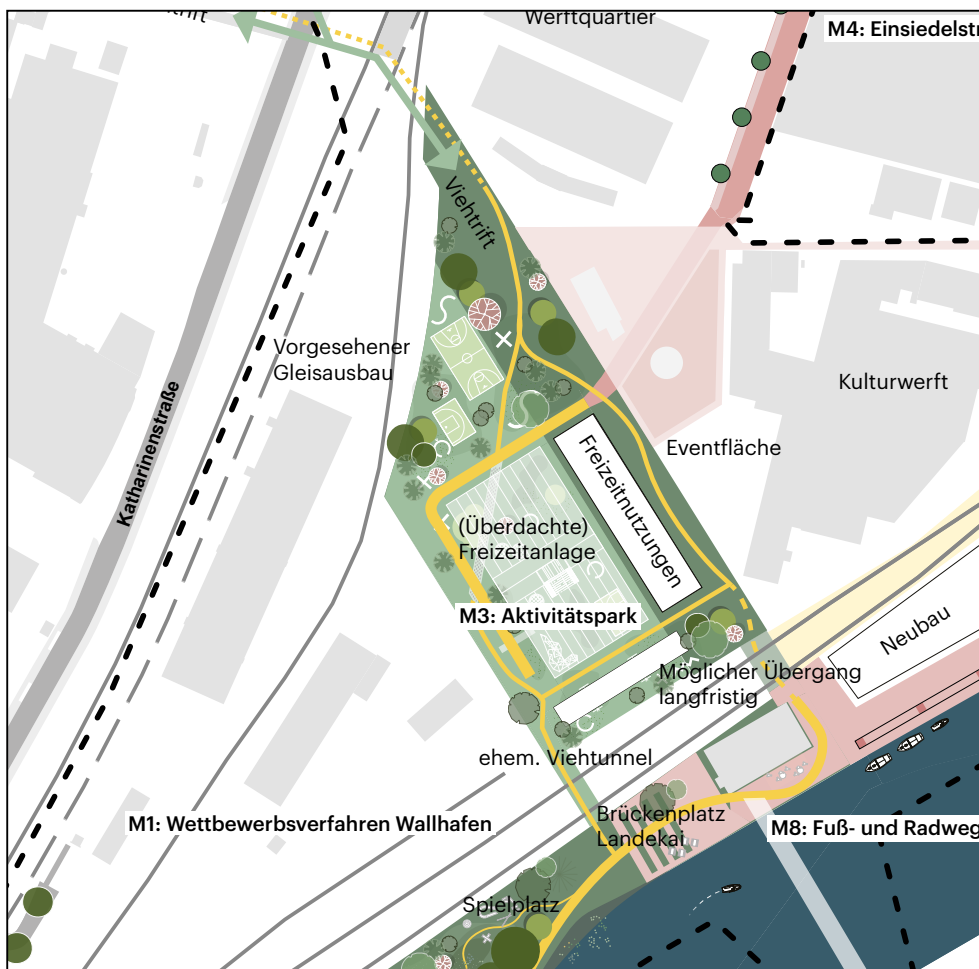 Werftquartier
M4: Einsiedelstr
Viehtrift
Vorgesehener
Gleisausbau
Kulturwerft
Katharinenstraße
Eventfläche
Freizeitnutzungen
(Überdachte)
Freizeitanlage
M3: Aktivitätspark
Neubau
Möglicher Übergang
langfristig
ehem. Viehtunnel
Brückenplatz
Landekai
M1: Wettbewerbsverfahren Wallhafen
M8: Fuß- und Radweg
Spielplatz